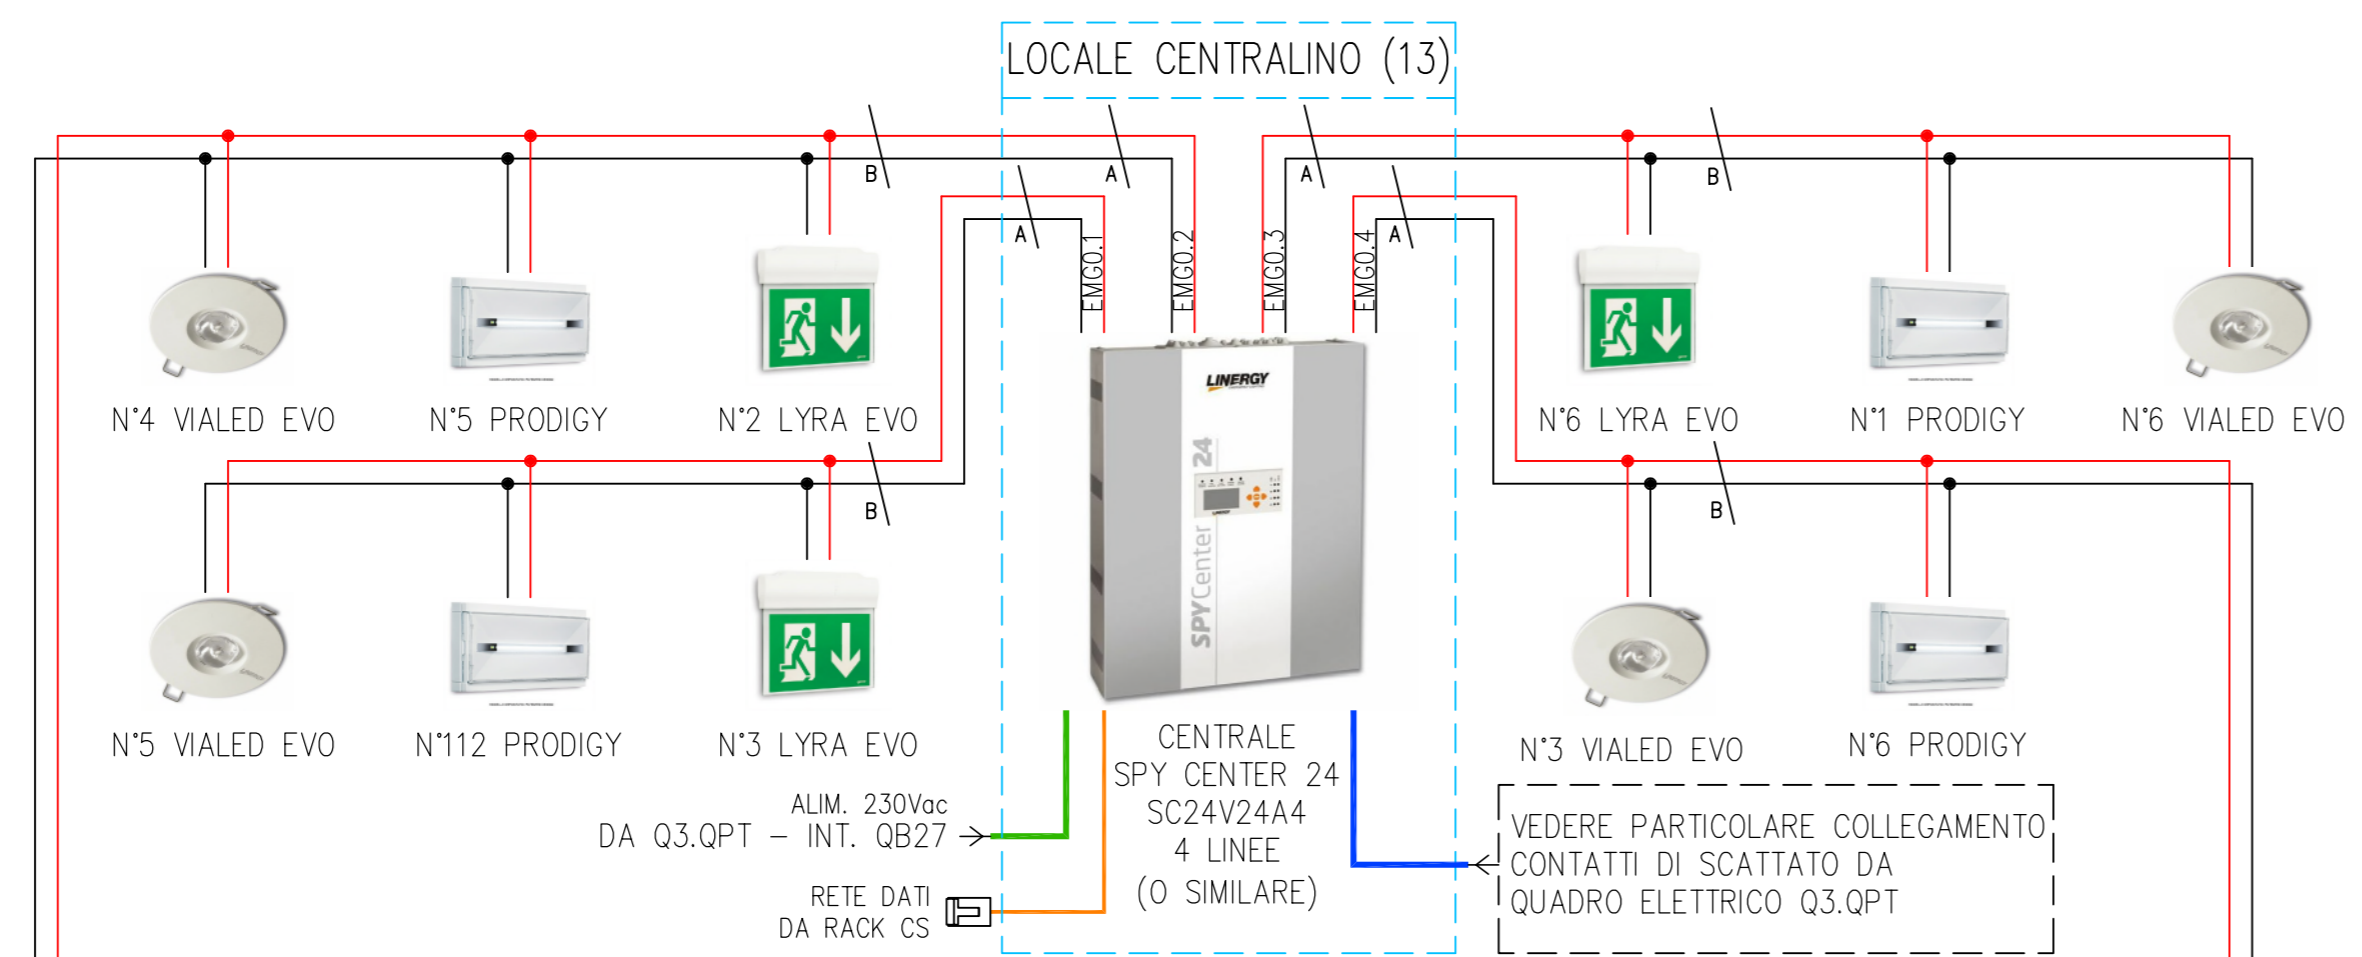 LOCALE CENTRALINO (13)
B
A
A
B
A
A
EMG0.1
EMG0.2
EMG0.3
EMG0.4
LINERGY
SPYCenter 24
N°4 VIALED EVO
N°5 PRODIGY
N°2 LYRA EVO
N°6 LYRA EVO
N°1 PRODIGY
N°6 VIALED EVO
B
B
N°5 VIALED EVO
N°112 PRODIGY
N°3 LYRA EVO
N°3 VIALED EVO
N°6 PRODIGY
CENTRALE
SPY CENTER 24
SC24V24A4
4 LINEE
(O SIMILARE)
ALIM. 230Vac
DA Q3.QPT - INT. QB27
RETE DATI
DA RACK CS
VEDERE PARTICOLARE COLLEGAMENTO
CONTATTI DI SCATTATO DA
QUADRO ELETTRICO Q3.QPT